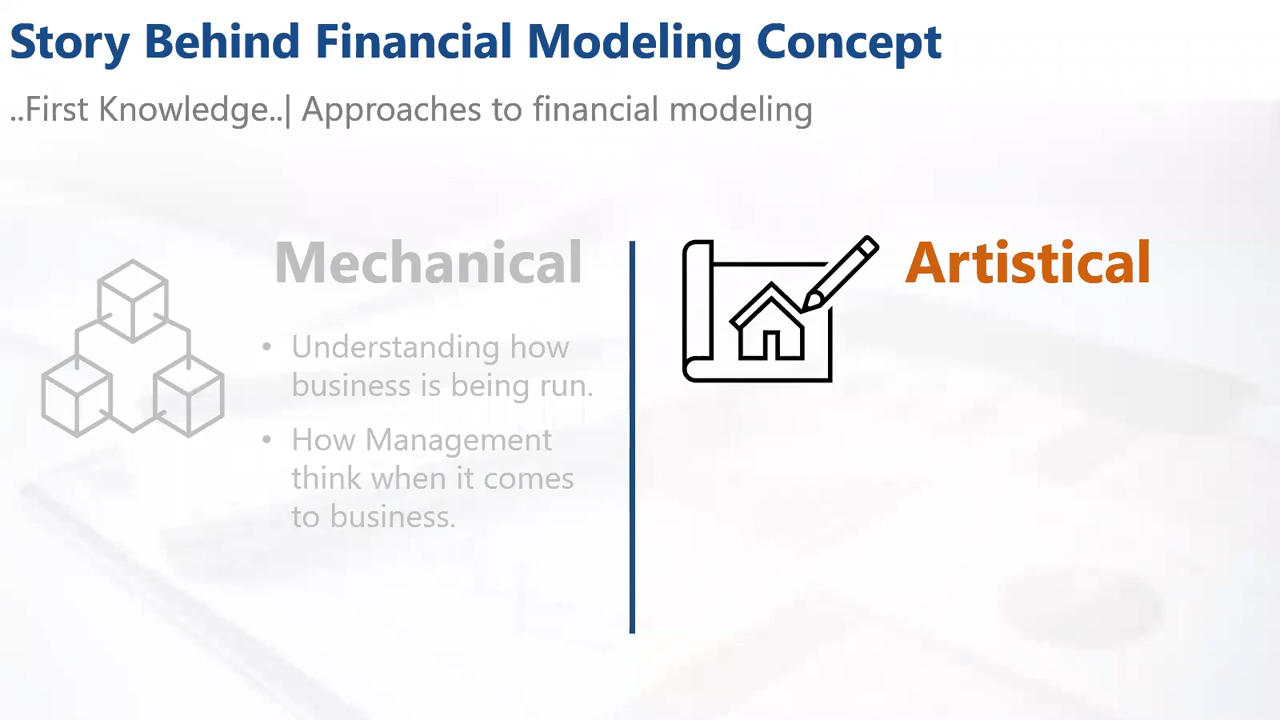 Story Behind Financial Modeling Concept
..First Knowledge..| Approaches to financial modeling
Mechanical
• Understanding how
business is being run.
• How Management
think when it comes
to business.
Artistical